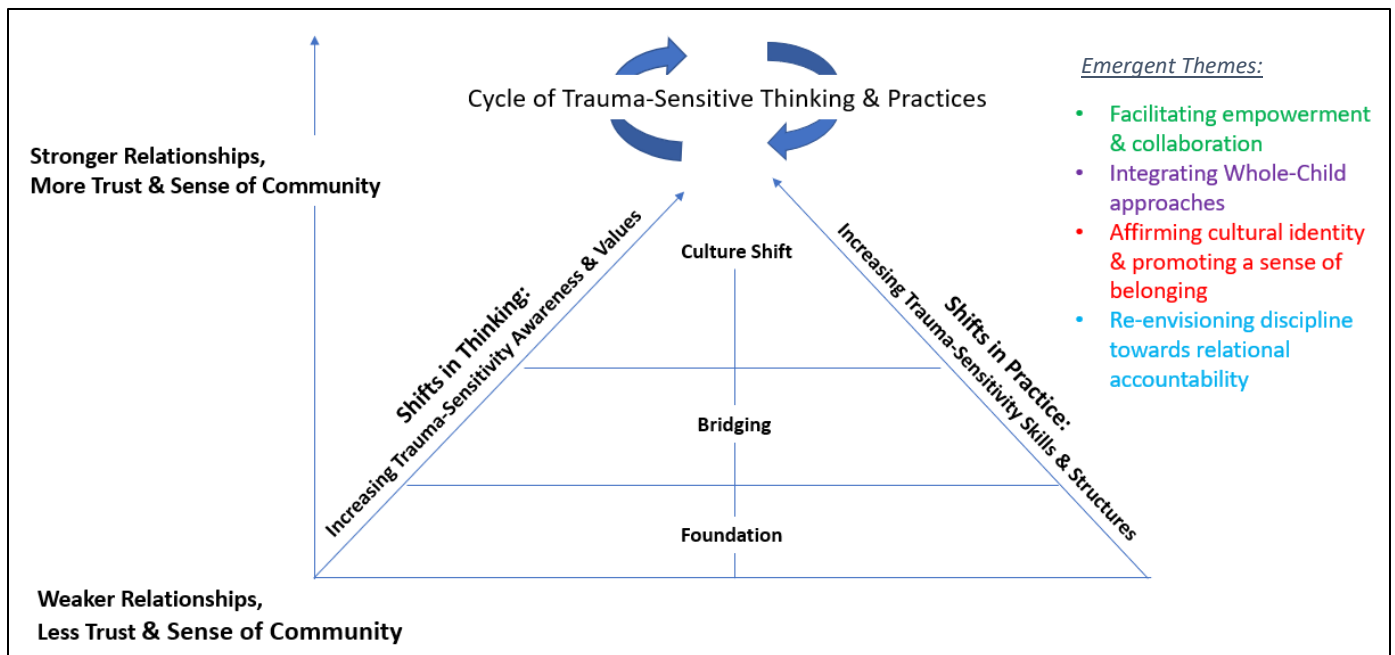 Cycle of Trauma-Sensitive Thinking & Practices
Emergent Themes:
• Facilitating empowerment
& collaboration
• Integrating Whole-Child
approaches
• Affirming cultural identity
& promoting a sense of
belonging
• Re-envisioning discipline
towards relational
accountability
Stronger Relationships,
More Trust & Sense of Community
Shifts in Thinking:
Increasing Trauma-Sensitivity Awareness & Values
Culture Shift
Bridging
Foundation
Shifts in Practice:
Increasing Trauma-Sensitivity Skills & Structures
Weaker Relationships,
Less Trust & Sense of Community